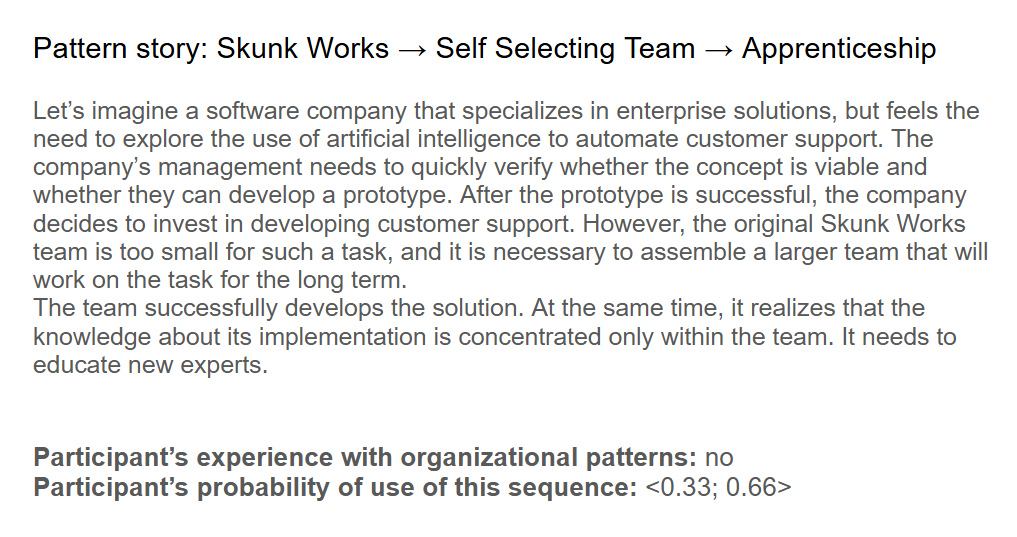 Pattern story: Skunk Works → Self Selecting Team → Apprenticeship
Let’s imagine a software company that specializes in enterprise solutions, but feels the
need to explore the use of artificial intelligence to automate customer support. The
company’s management needs to quickly verify whether the concept is viable and
whether they can develop a prototype. After the prototype is successful, the company
decides to invest in developing customer support. However, the original Skunk Works
team is too small for such a task, and it is necessary to assemble a larger team that will
work on the task for the long term.
The team successfully develops the solution. At the same time, it realizes that the
knowledge about its implementation is concentrated only within the team. It needs to
educate new experts.
Participant’s experience with organizational patterns: no
Participant’s probability of use of this sequence: <0.33; 0.66>